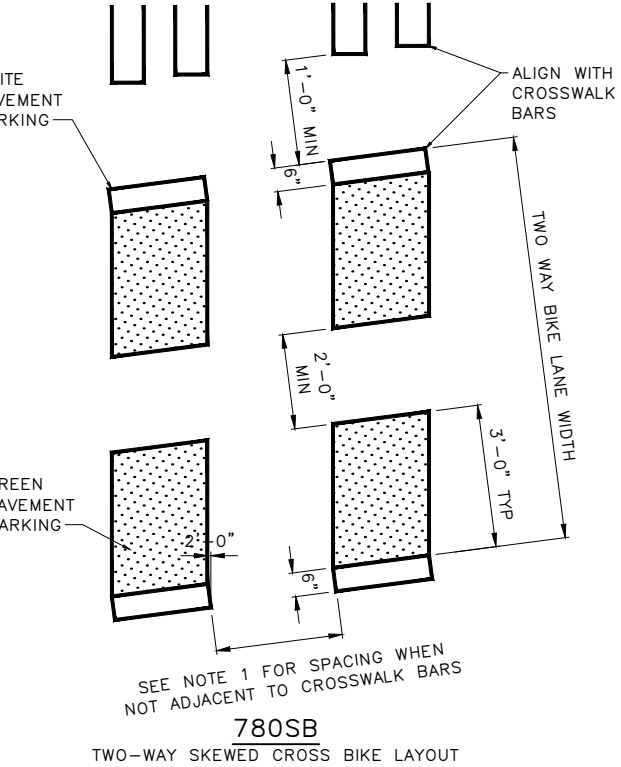 ITE
AVEMENT
RKING
1'-0" MIN
6"
ALIGN WITH
CROSSWALK
BARS
TWO WAY BIKE LANE WIDTH
2'-0"
MIN
3'-0" TYP
REEN
AVEMENT
ARKING
2'-0"
6"
SEE NOTE 1 FOR SPACING WHEN
NOT ADJACENT TO CROSSWALK BARS
780SB
TWO-WAY SKEWED CROSS BIKE LAYOUT